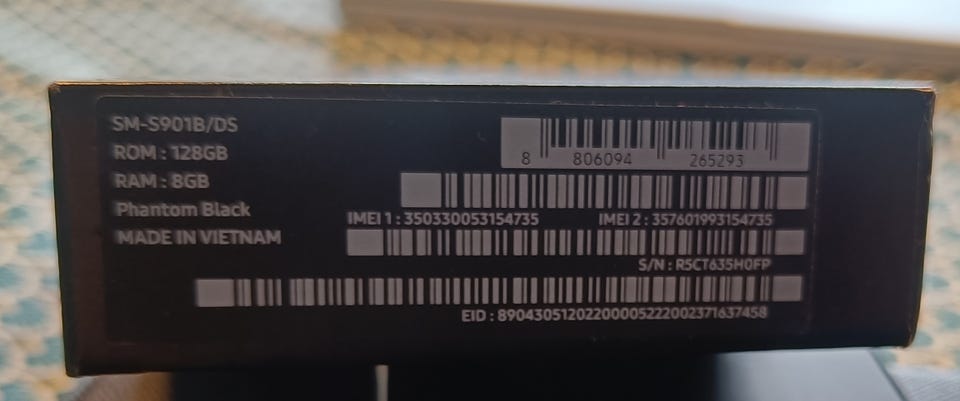 SM-S901B/DS
ROM : 128GB
RAM : 8GB
Phantom Black
MADE IN VIETNAM
8 806094 265293
IMEI 1 : 350330053154735 IMEI 2 : 357601993154735
S/N : R5CT635H0FP
EID : 89043051202200005222002371637458